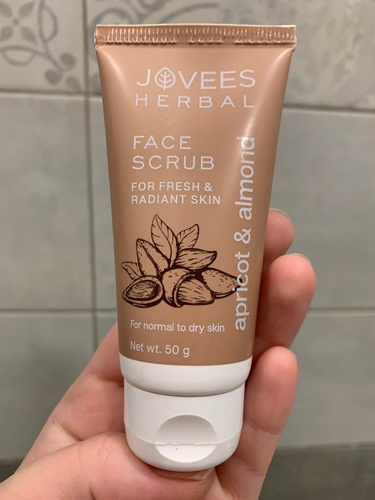 JOVEES
HERBAL
FACE
SCRUB
FOR FRESH &
RADIANT SKIN
apricot & almond
For normal to dry skin
Net wt. 50 g